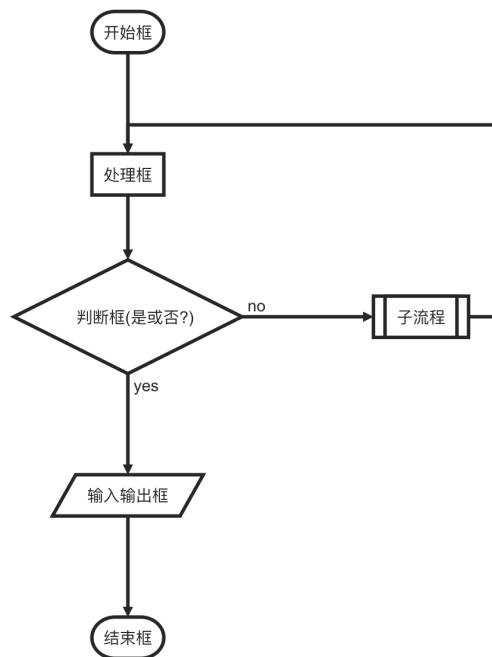 开始框
处理框
判断框(是或否?)
no
子流程
yes
输入输出框
结束框